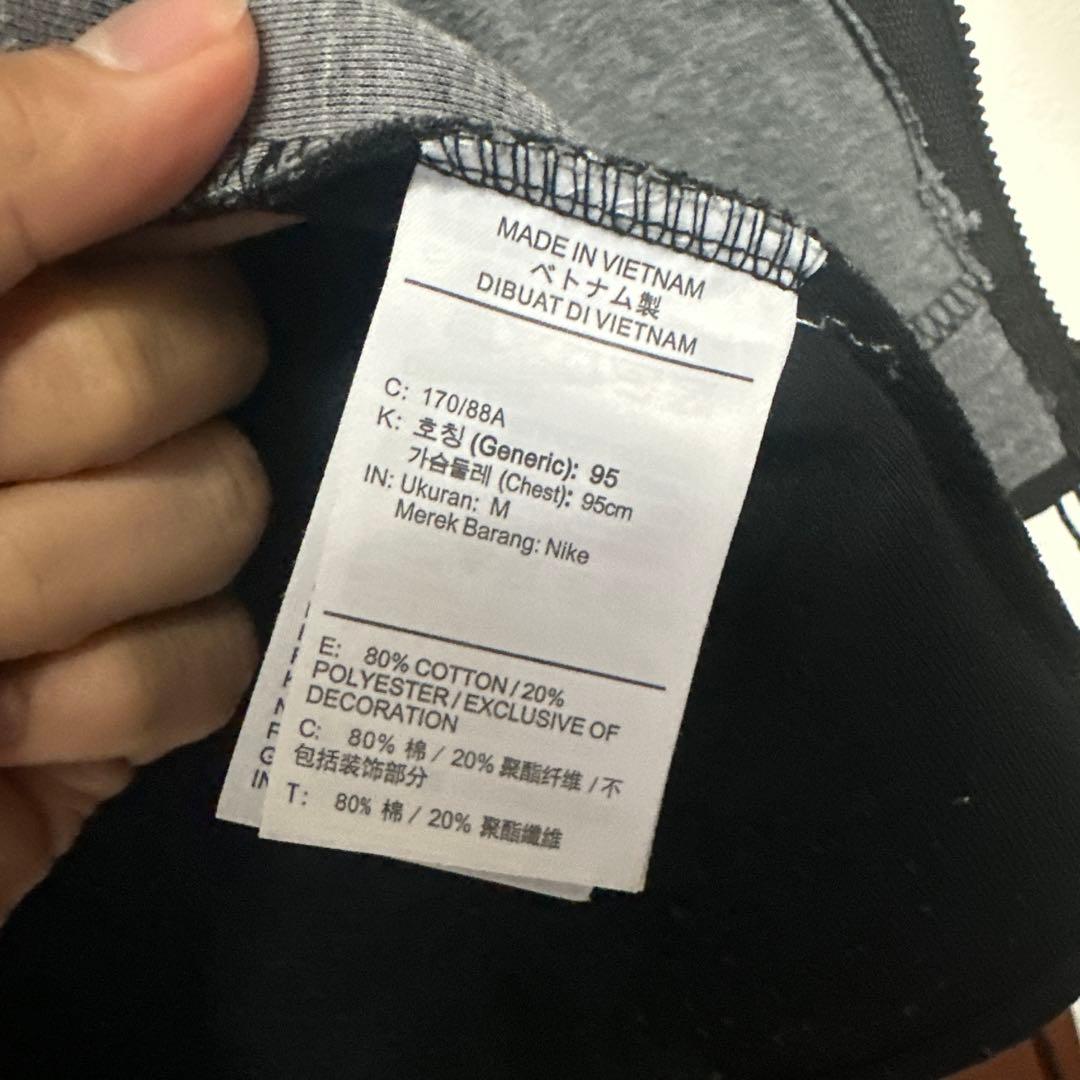 MADE IN VIETNAM
ベトナム製
DIBUAT DI VIETNAM
C: 170/88A
K: 호칭 (Generic): 95
가슴둘레 (Chest): 95cm
IN: Ukuran: M
Merek Barang: Nike
E: 80% COTTON / 20%
POLYESTER / EXCLUSIVE OF
DECORATION
C: 80% 棉 / 20% 聚酯纤维 / 不
包括装饰部分
T: 80% 棉 / 20% 聚酯纖維